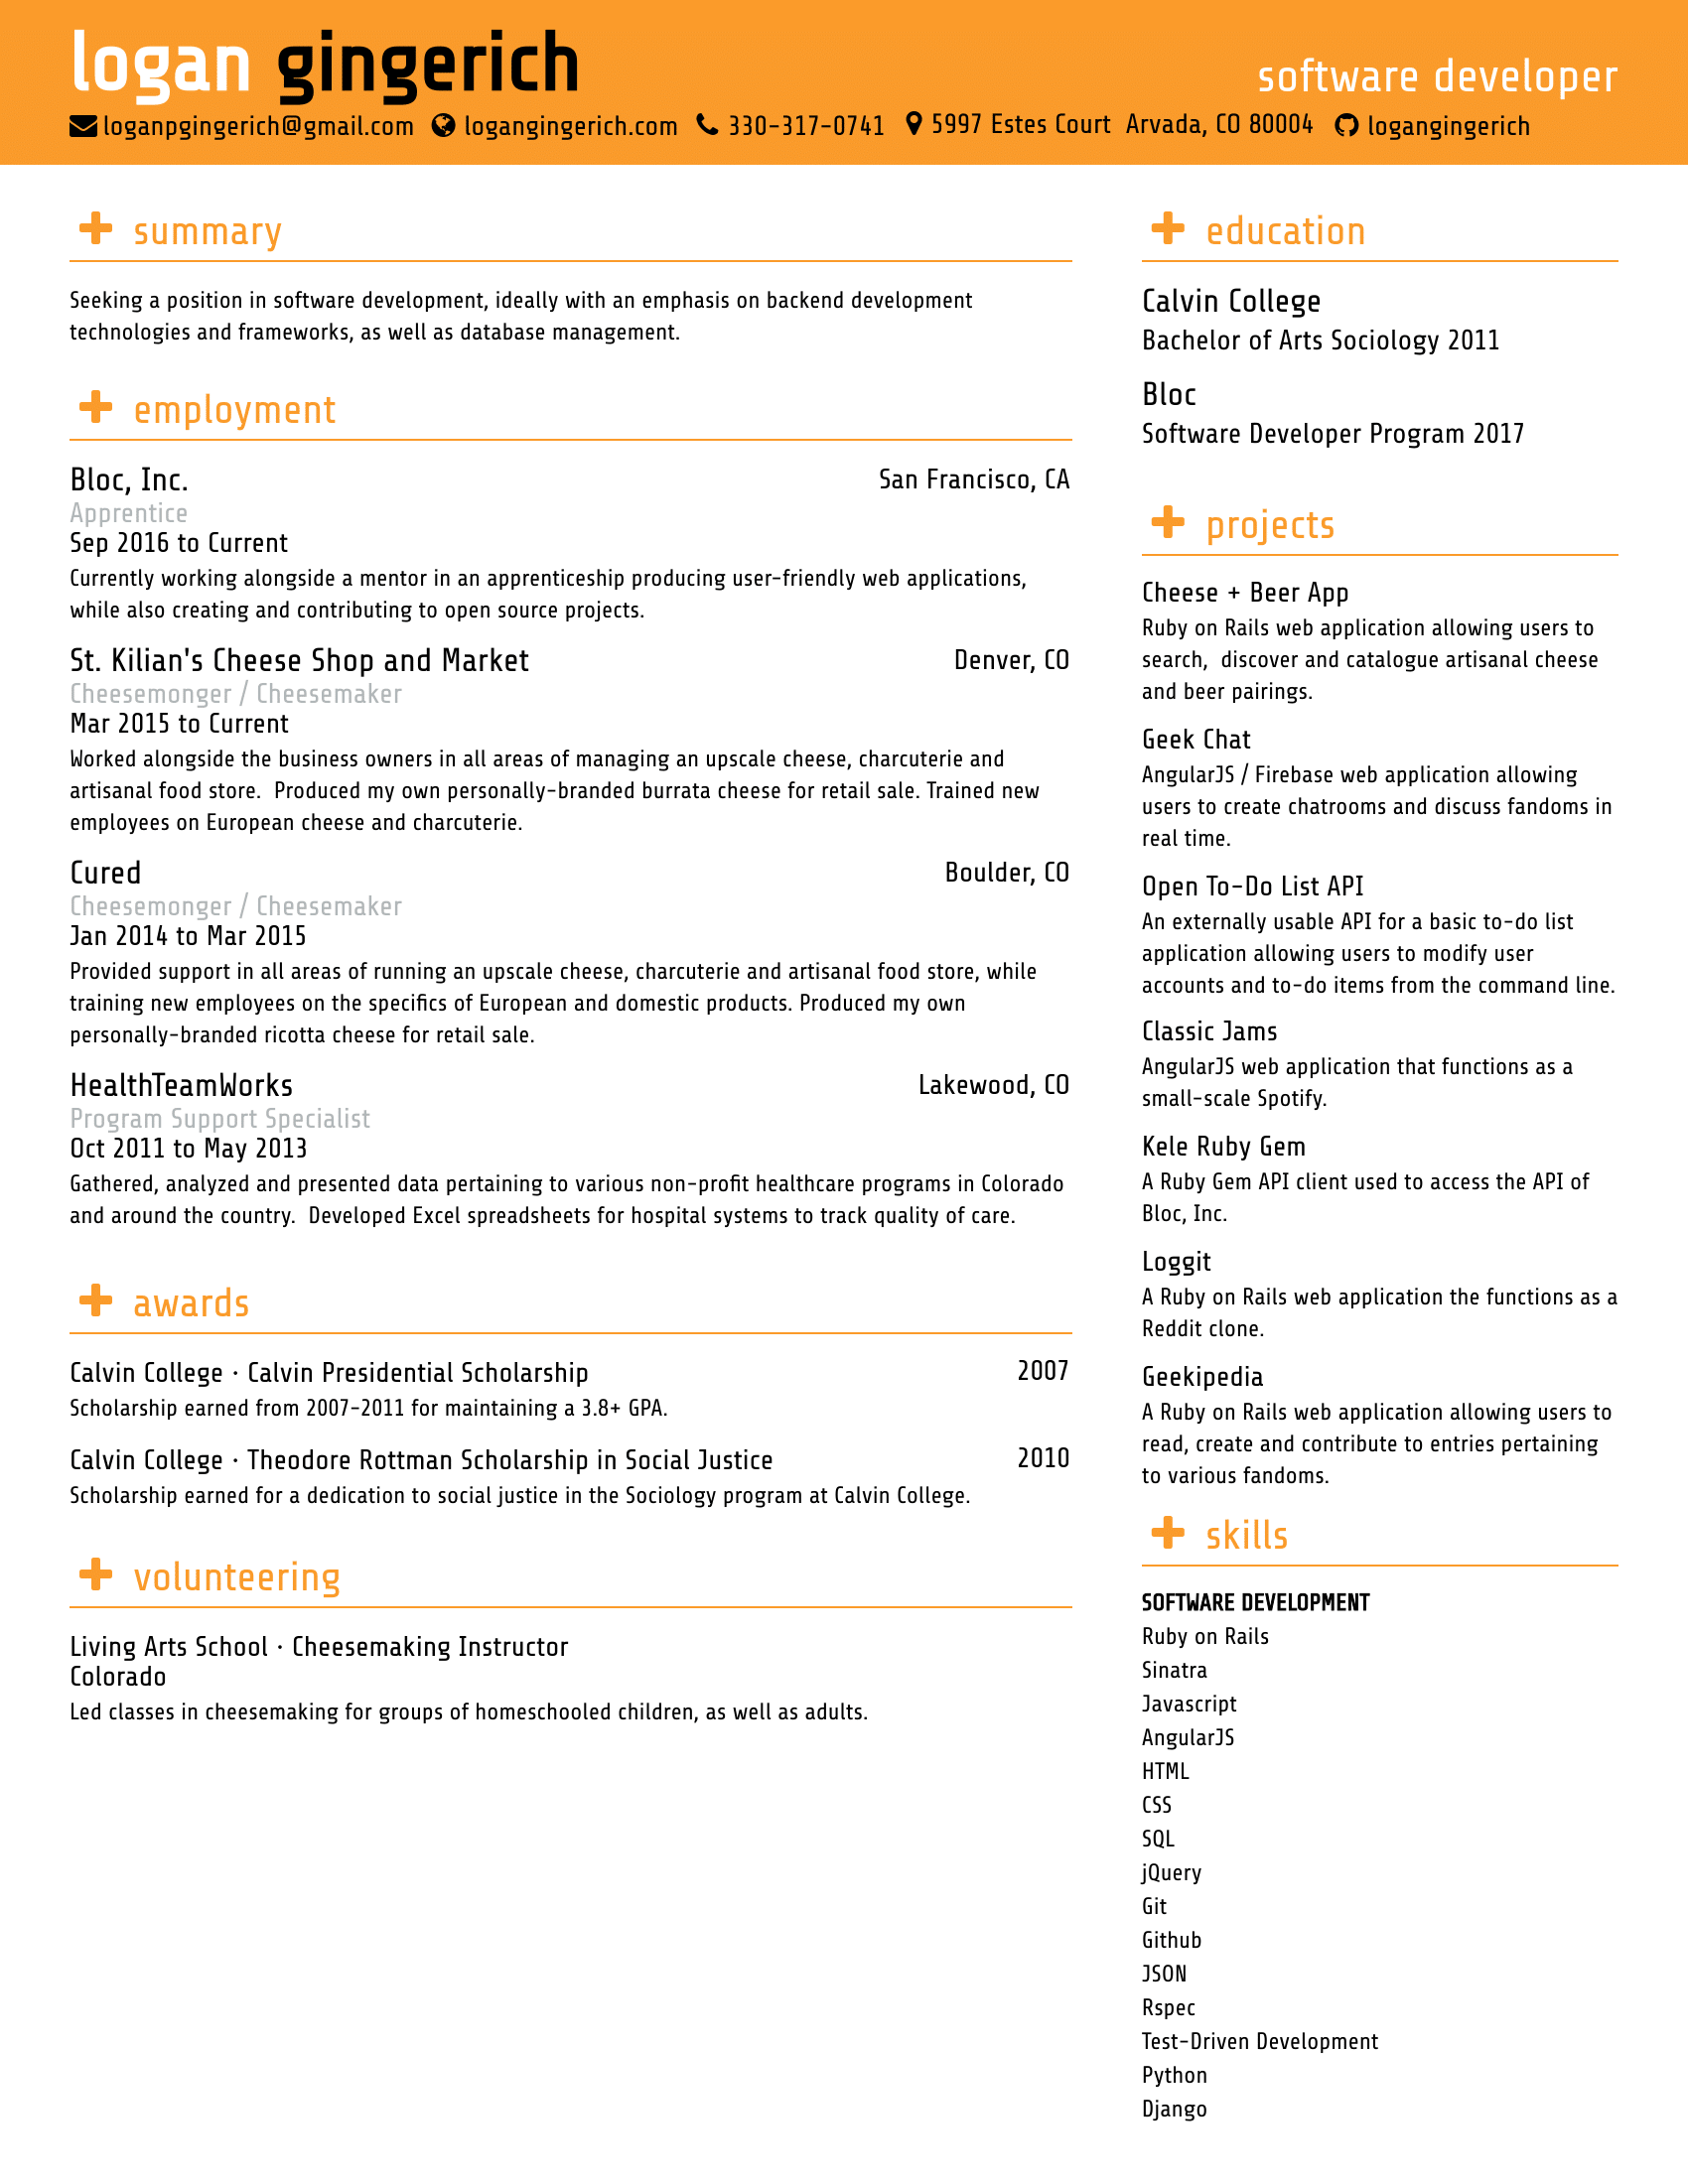 logan gingerich
software developer
loganpgingerich@gmail.com logangingerich.com 330-317-0741 5997 Estes Court  Arvada, CO 80004 logangingerich
summary
Seeking a position in software development, ideally with an emphasis on backend development
technologies and frameworks, as well as database management.
employment
Bloc, Inc. San Francisco, CA
Apprentice
Sep 2016 to Current
Currently working alongside a mentor in an apprenticeship producing user-friendly web applications,
while also creating and contributing to open source projects.
St. Kilian's Cheese Shop and Market Denver, CO
Cheesemonger / Cheesemaker
Mar 2015 to Current
Worked alongside the business owners in all areas of managing an upscale cheese, charcuterie and
artisanal food store.  Produced my own personally-branded burrata cheese for retail sale. Trained new
employees on European cheese and charcuterie.
Cured Boulder, CO
Cheesemonger / Cheesemaker
Jan 2014 to Mar 2015
Provided support in all areas of running an upscale cheese, charcuterie and artisanal food store, while
training new employees on the specifics of European and domestic products. Produced my own
personally-branded ricotta cheese for retail sale.
HealthTeamWorks Lakewood, CO
Program Support Specialist
Oct 2011 to May 2013
Gathered, analyzed and presented data pertaining to various non-profit healthcare programs in Colorado
and around the country.  Developed Excel spreadsheets for hospital systems to track quality of care.
awards
Calvin College · Calvin Presidential Scholarship 2007
Scholarship earned from 2007-2011 for maintaining a 3.8+ GPA.
Calvin College · Theodore Rottman Scholarship in Social Justice 2010
Scholarship earned for a dedication to social justice in the Sociology program at Calvin College.
volunteering
Living Arts School · Cheesemaking Instructor
Colorado
Led classes in cheesemaking for groups of homeschooled children, as well as adults.
education
Calvin College
Bachelor of Arts Sociology 2011
Bloc
Software Developer Program 2017
projects
Cheese + Beer App
Ruby on Rails web application allowing users to
search,  discover and catalogue artisanal cheese
and beer pairings.
Geek Chat
AngularJS / Firebase web application allowing
users to create chatrooms and discuss fandoms in
real time.
Open To-Do List API
An externally usable API for a basic to-do list
application allowing users to modify user
accounts and to-do items from the command line.
Classic Jams
AngularJS web application that functions as a
small-scale Spotify.
Kele Ruby Gem
A Ruby Gem API client used to access the API of
Bloc, Inc.
Loggit
A Ruby on Rails web application the functions as a
Reddit clone.
Geekipedia
A Ruby on Rails web application allowing users to
read, create and contribute to entries pertaining
to various fandoms.
skills
SOFTWARE DEVELOPMENT
Ruby on Rails
Sinatra
Javascript
AngularJS
HTML
CSS
SQL
jQuery
Git
Github
JSON
Rspec
Test-Driven Development
Python
Django